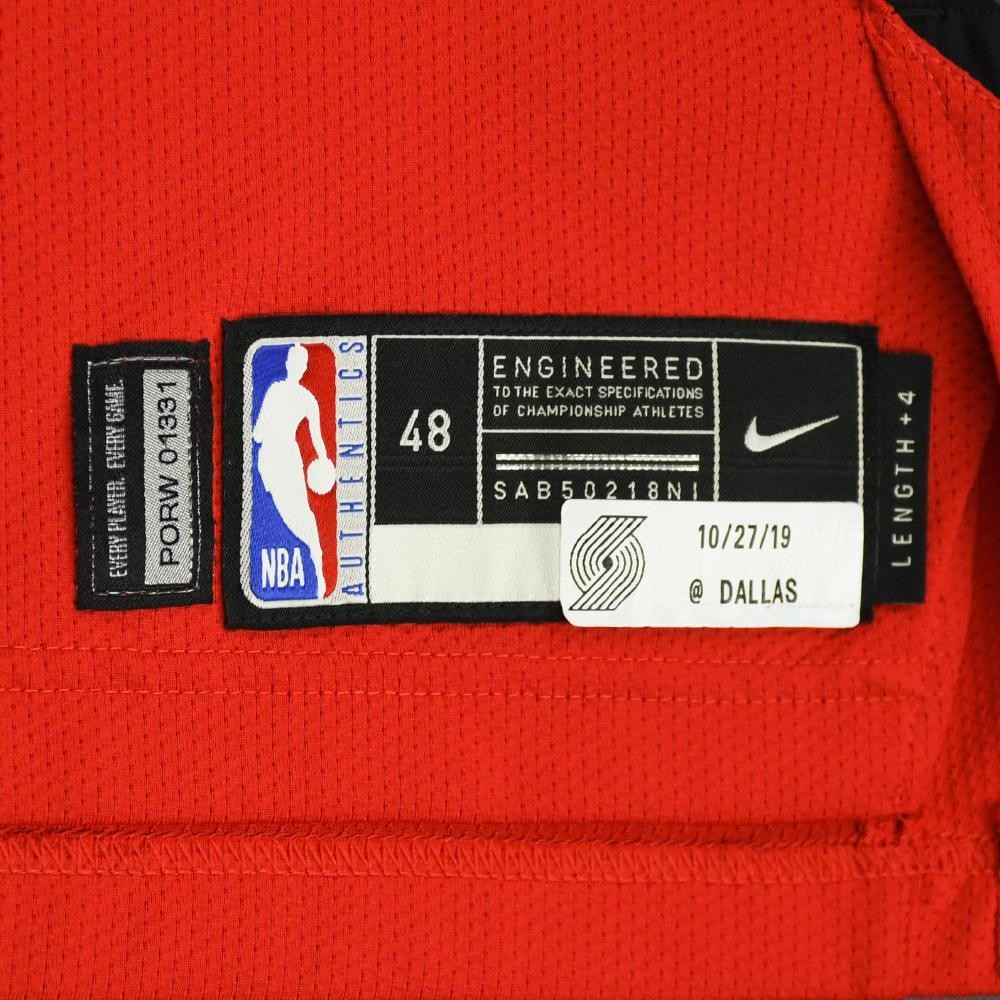 EVERY PLAYER. EVERY GAME.
PORW 01331
NBA
AUTHENTICS
48
ENGINEERED
TO THE EXACT SPECIFICATIONS
OF CHAMPIONSHIP ATHLETES
SAB50218NI
LENGTH +4
10/27/19
@ DALLAS